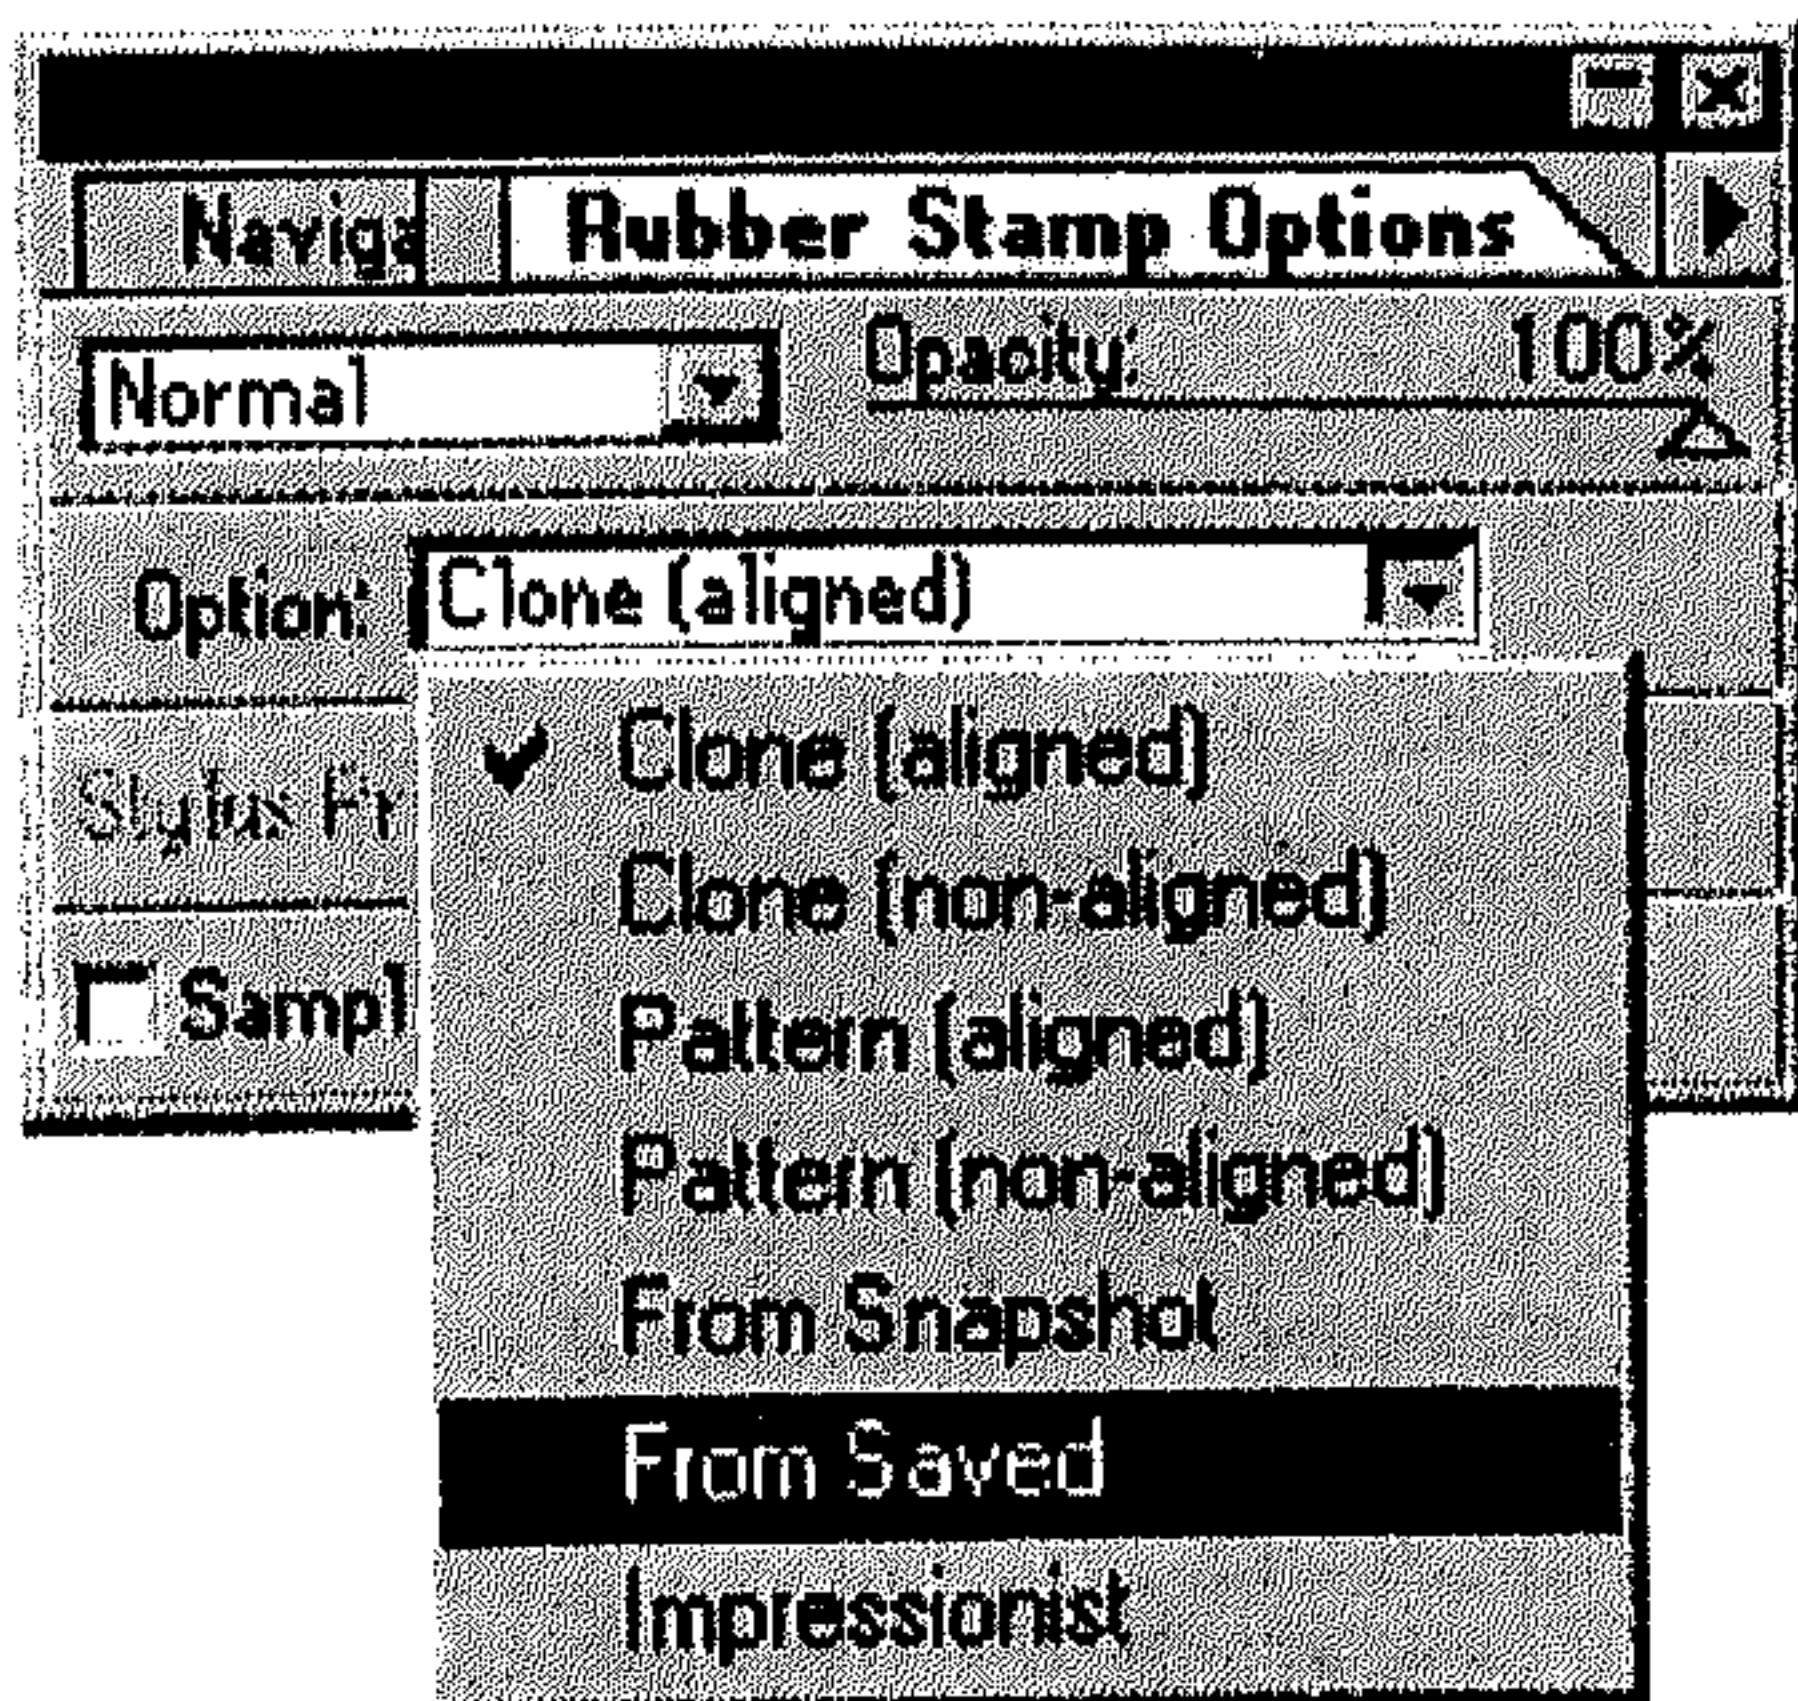 Naviga Rubber Stamp Options
Normal Opacity: 100%
Option: Clone (aligned)
Clone (aligned)
Stylus Pr
Clone (non-aligned)
Sampl
Pattern (aligned)
Pattern (non-aligned)
From Snapshot
From Saved
Impressionist